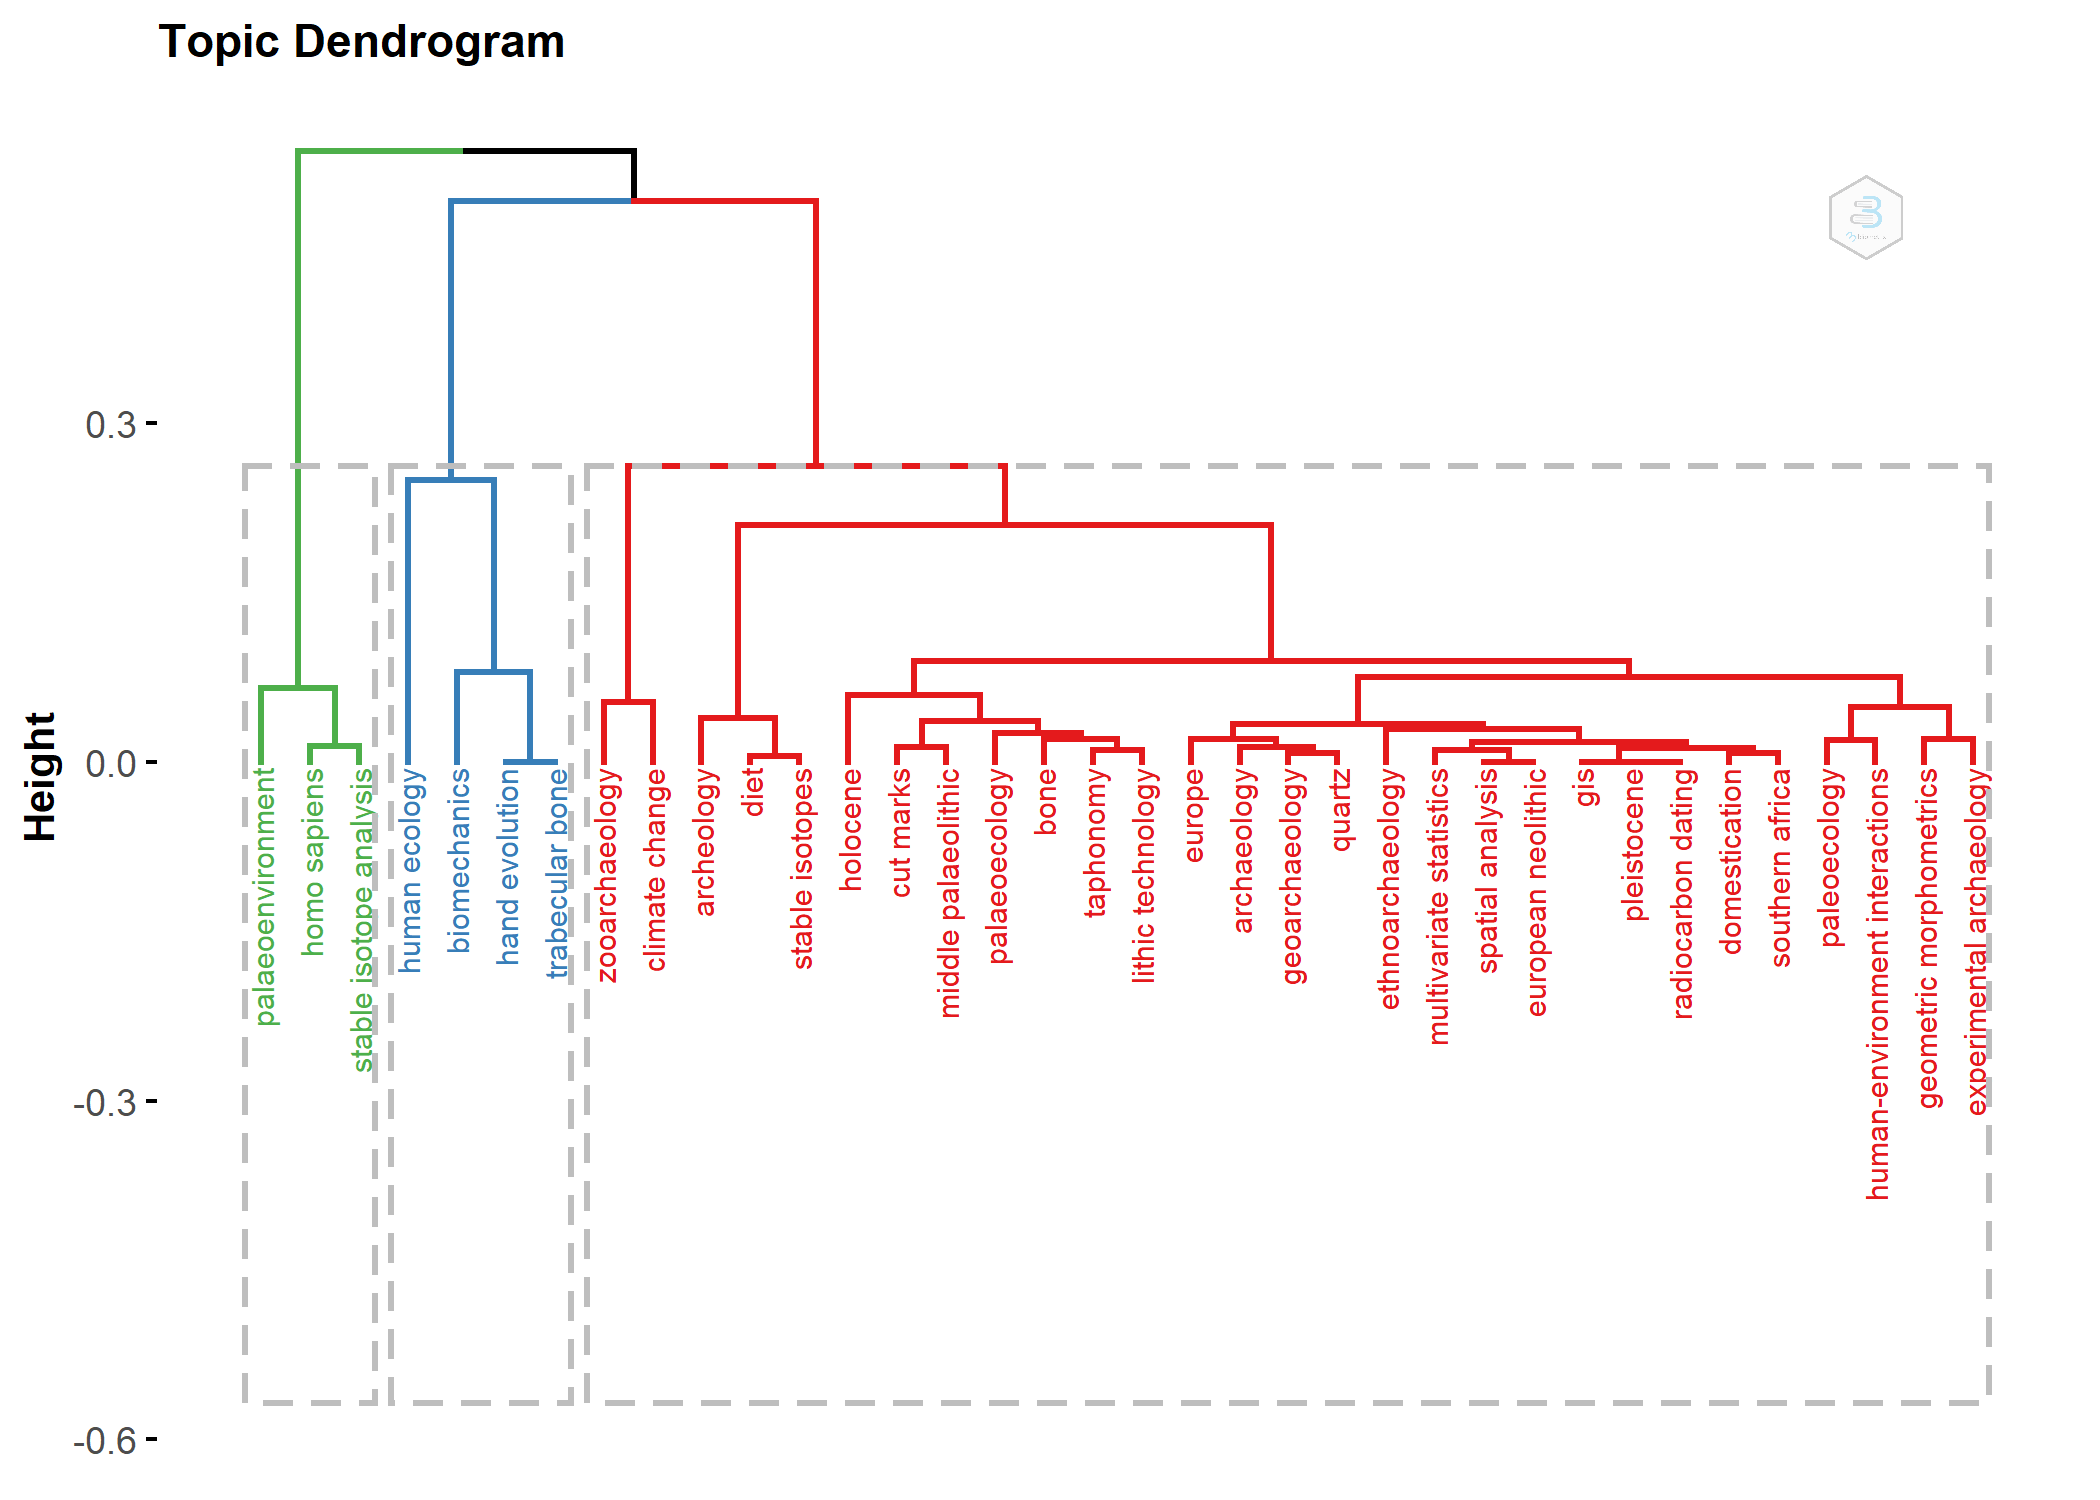 Topic Dendrogram
Height
0.3
0.0
-0.3
-0.6
palaeoenvironment
homo sapiens
stable isotope analysis
human ecology
biomechanics
hand evolution
trabecular bone
zooarchaeology
climate change
archeology
diet
stable isotopes
holocene
cut marks
middle palaeolithic
palaeoecology
bone
taphonomy
lithic technology
europe
archaeology
geoarchaeology
quartz
ethnoarchaeology
multivariate statistics
spatial analysis
european neolithic
gis
pleistocene
radiocarbon dating
domestication
southern africa
paleoecology
human-environment interactions
geometric morphometrics
experimental archaeology